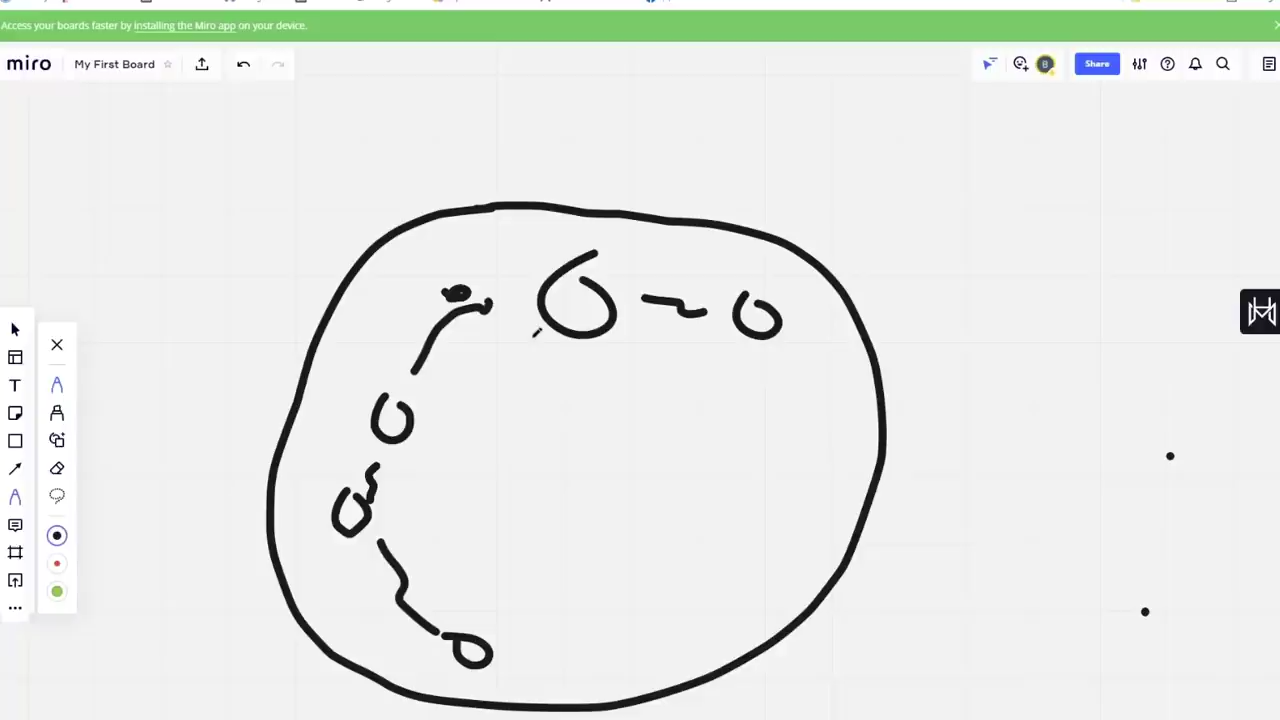 Access your boards faster by installing the Miro app on your device.
miro
My First Board
B
Share
T